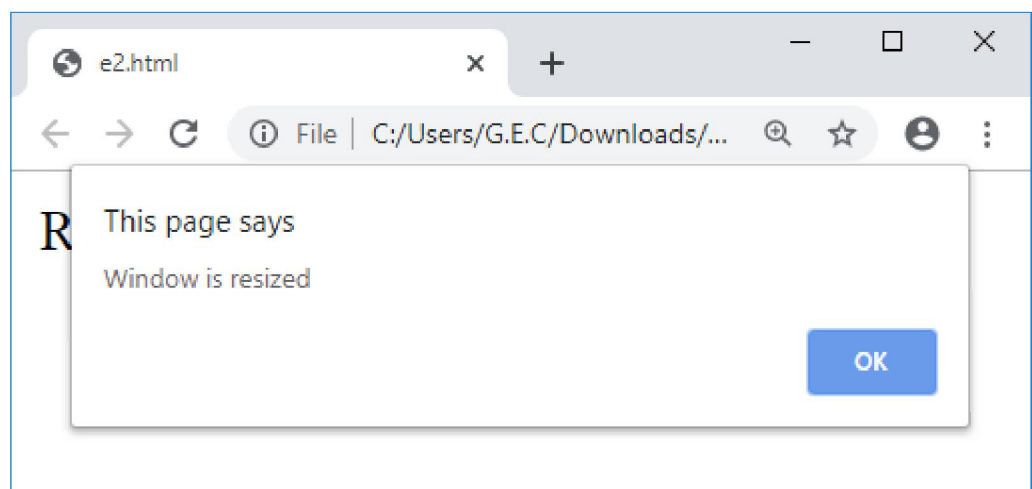 e2.html
File | C:/Users/G.E.C/Downloads/...
R
This page says
Window is resized
OK